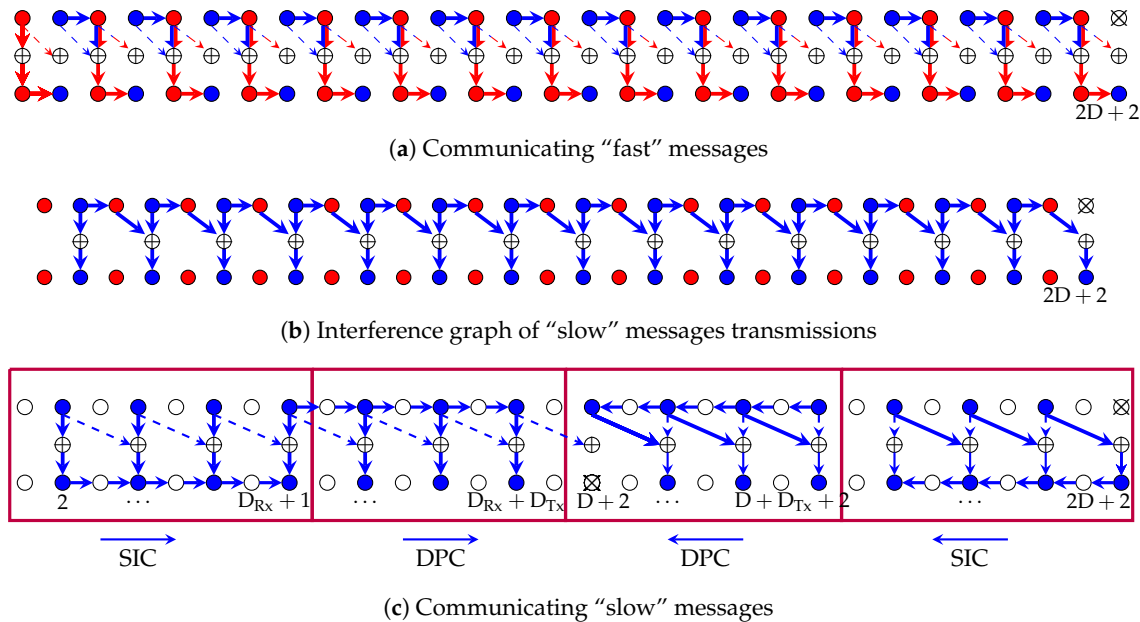 2D + 2
(a) Communicating “fast” messages
2D + 2
(b) Interference graph of “slow” messages transmissions
2 ··· D_Rx + 1 ··· D_Rx + D_Tx D + 2 ··· D + D_Tx + 2 ··· 2D + 2
SIC DPC DPC SIC
(c) Communicating “slow” messages